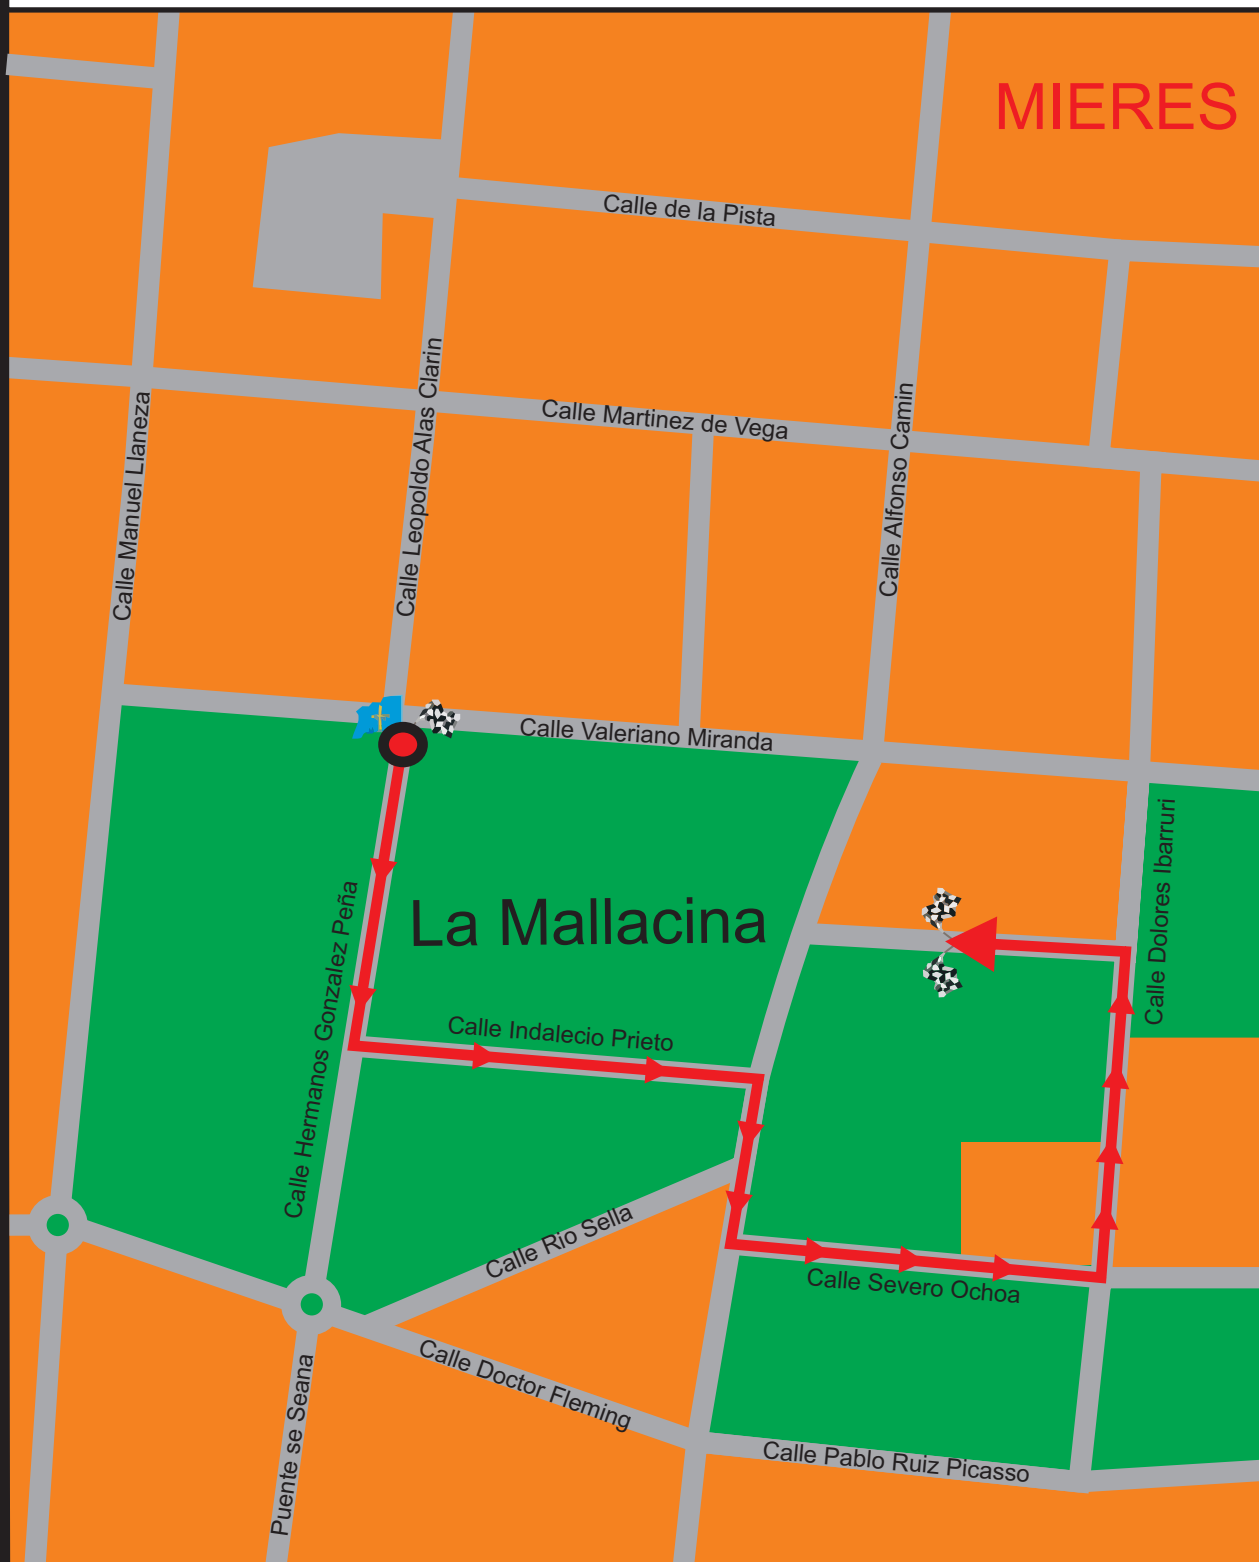 MIERES
Calle de la Pista
Calle Leopoldo Alas Clarin
Calle Manuel Llaneza
Calle Martinez de Vega
Calle Alfonso Camin
Calle Valeriano Miranda
Calle Dolores Ibarruri
La Mallacina
Calle Hermanos Gonzalez Peña
Calle Indalecio Prieto
Calle Rio Sella
Calle Severo Ochoa
Calle Doctor Fleming
Puente se Seana
Calle Pablo Ruiz Picasso